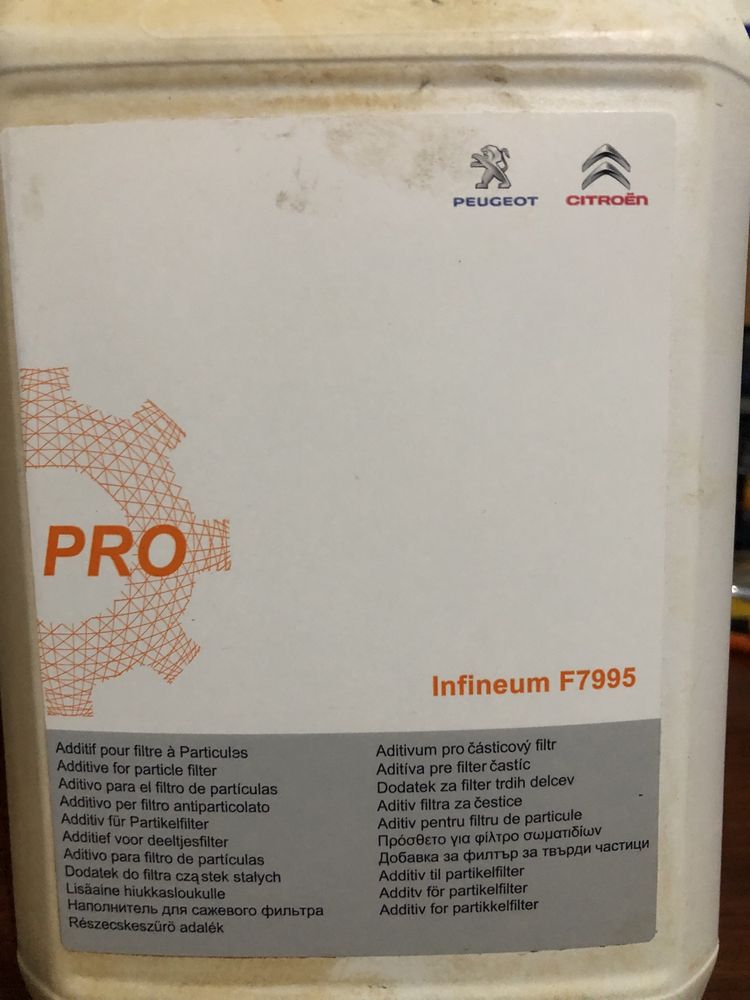 PEUGEOT CITROËN
PRO
Infineum F7995
Additif pour filtre à Particules
Additive for particle filter
Aditivo para el filtro de partículas
Additivo per filtro antiparticolato
Additiv für Partikelfilter
Additief voor deeltjesfilter
Aditivo para filtro de partículas
Dodatek do filtra cząstek stałych
Lisäaine hiukkasloukulle
Наполнитель для сажевого фильтра
Részecskeszürö adalék
Aditivum pro částicový filtr
Aditíva pre filter častíc
Dodatek za filter trdih delcev
Aditiv filtra za čestice
Aditiv pentru filtru de particule
Πρόσθετο για φίλτρο σωματιδίων
Добавка за филтър за твърди частици
Additiv til partikelfilter
Additv för partikelfilter
Additiv for partikkelfilter